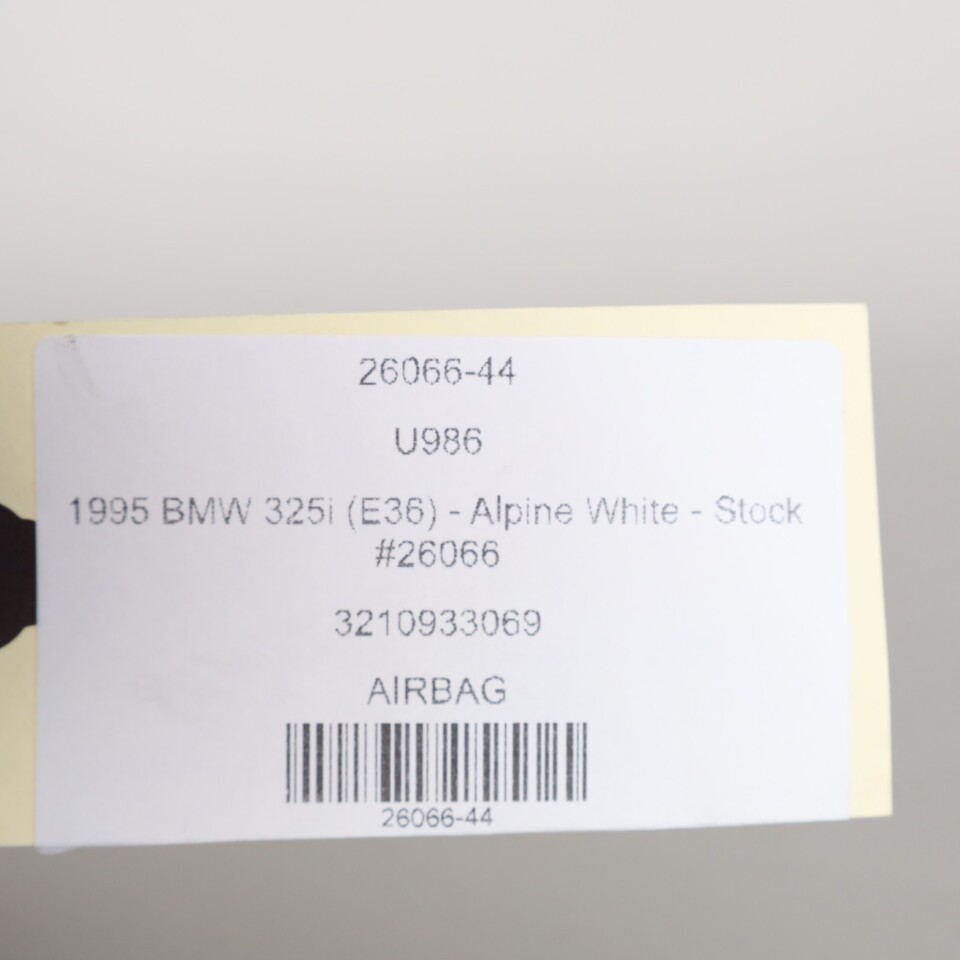 26066-44
U986
1995 BMW 325i (E36) - Alpine White - Stock
#26066
3210933069
AIRBAG
26066-44